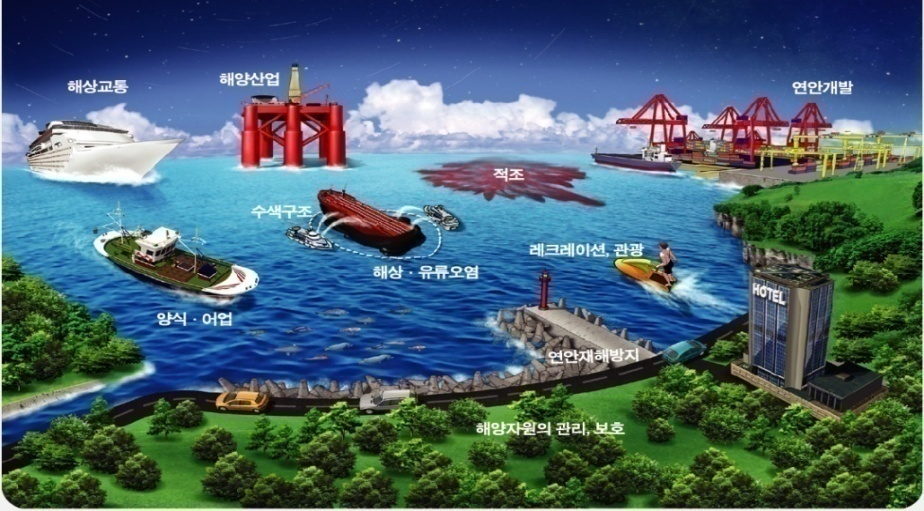 해상교통
해양산업
연안개발
적조
수색구조
레크레이션, 관광
해상 · 유류오염
HOTEL
양식 · 어업
연안재해방지
해양자원의 관리, 보호